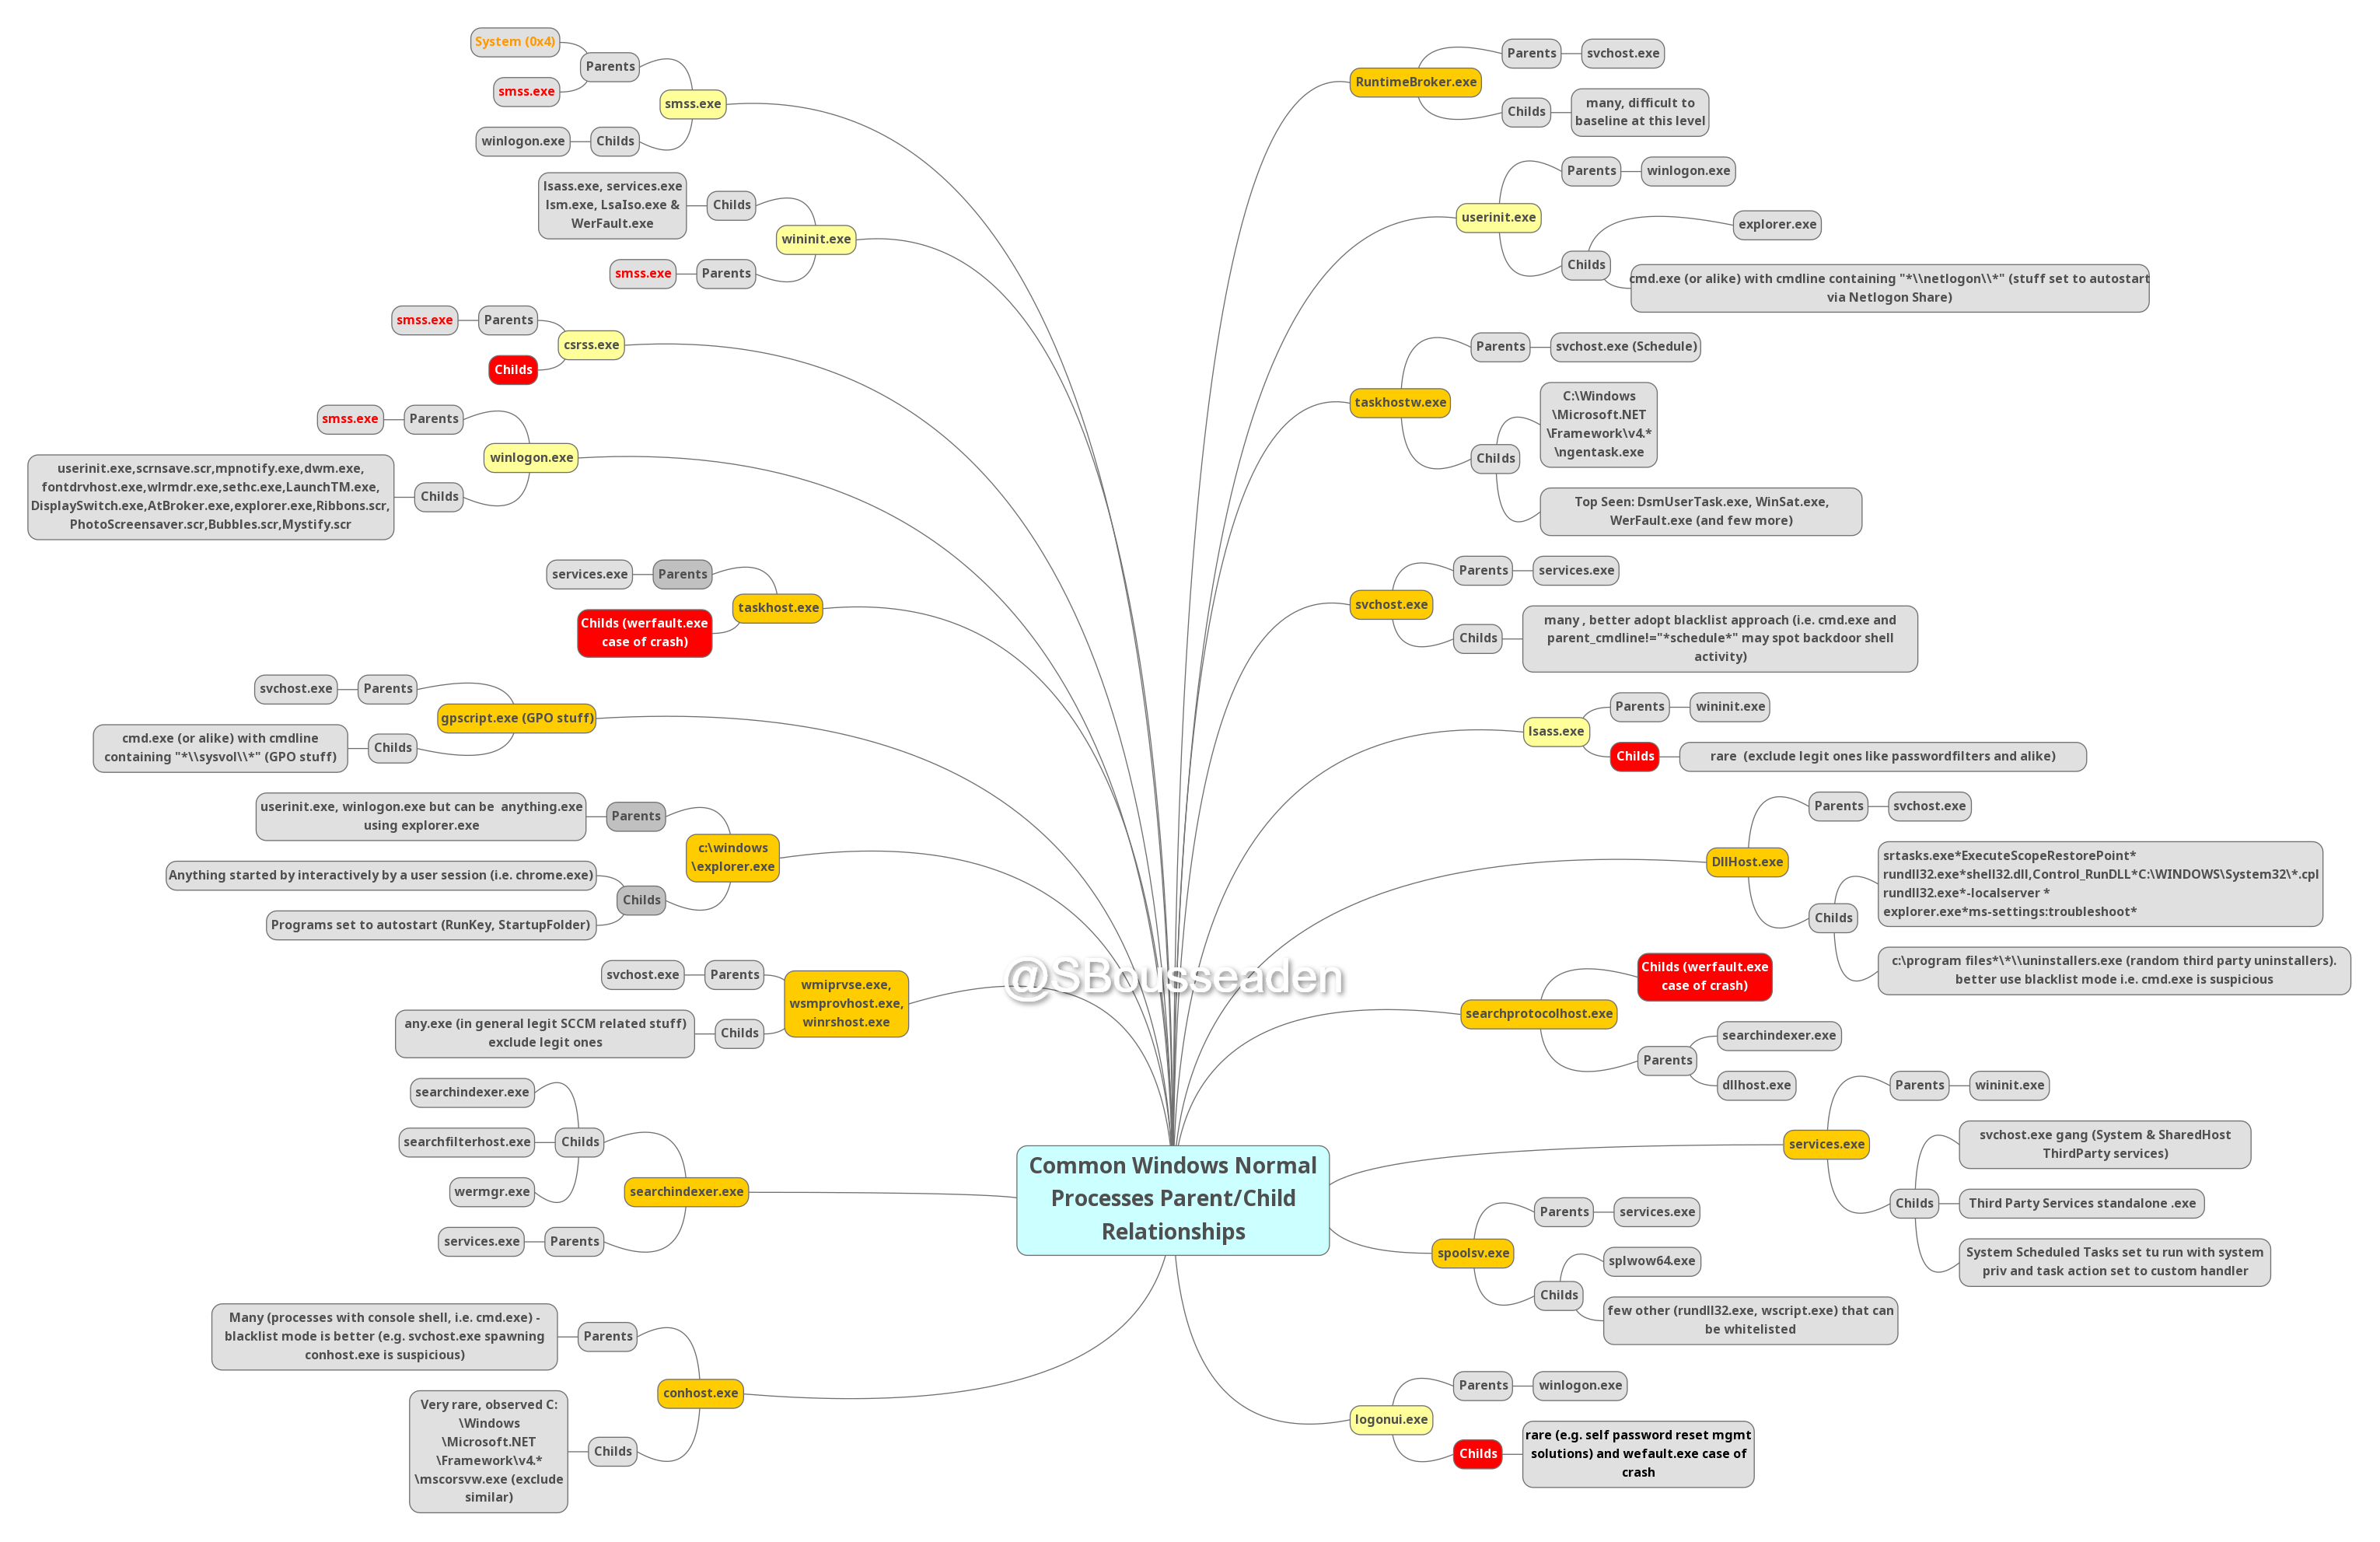 System (0x4)
Parents
smss.exe
smss.exe
winlogon.exe
Childs
lsass.exe, services.exe
lsm.exe, LsaIso.exe &
WerFault.exe
Childs
wininit.exe
smss.exe
Parents
smss.exe
Parents
csrss.exe
Childs
smss.exe
Parents
winlogon.exe
userinit.exe,scrnsave.scr,mpnotify.exe,dwm.exe,
fontdrvhost.exe,wlrmdr.exe,sethc.exe,LaunchTM.exe,
DisplaySwitch.exe,AtBroker.exe,explorer.exe,Ribbons.scr,
PhotoScreensaver.scr,Bubbles.scr,Mystify.scr
Childs
services.exe
Parents
taskhost.exe
Childs (werfault.exe
case of crash)
svchost.exe
Parents
gpscript.exe (GPO stuff)
cmd.exe (or alike) with cmdline
containing "*\\sysvol\\*" (GPO stuff)
Childs
userinit.exe, winlogon.exe but can be  anything.exe
using explorer.exe
Parents
c:\windows
\explorer.exe
Anything started by interactively by a user session (i.e. chrome.exe)
Childs
Programs set to autostart (RunKey, StartupFolder)
svchost.exe
Parents
wmiprvse.exe,
wsmprovhost.exe,
winrshost.exe
any.exe (in general legit SCCM related stuff)
exclude legit ones
Childs
searchindexer.exe
searchfilterhost.exe
Childs
wermgr.exe
searchindexer.exe
services.exe
Parents
Many (processes with console shell, i.e. cmd.exe) -
blacklist mode is better (e.g. svchost.exe spawning
conhost.exe is suspicious)
Parents
conhost.exe
Very rare, observed C:
\Windows
\Microsoft.NET
\Framework\v4.*
\mscorsvw.exe (exclude
similar)
Childs
@SBousseaden
Common Windows Normal
Processes Parent/Child
Relationships
RuntimeBroker.exe
Parents
svchost.exe
Childs
many, difficult to
baseline at this level
userinit.exe
Parents
winlogon.exe
Childs
explorer.exe
cmd.exe (or alike) with cmdline containing "*\\netlogon\\*" (stuff set to autostart
via Netlogon Share)
taskhostw.exe
Parents
svchost.exe (Schedule)
Childs
C:\Windows
\Microsoft.NET
\Framework\v4.*
\ngentask.exe
Top Seen: DsmUserTask.exe, WinSat.exe,
WerFault.exe (and few more)
svchost.exe
Parents
services.exe
Childs
many , better adopt blacklist approach (i.e. cmd.exe and
parent_cmdline!="*schedule*" may spot backdoor shell
activity)
lsass.exe
Parents
wininit.exe
Childs
rare  (exclude legit ones like passwordfilters and alike)
DllHost.exe
Parents
svchost.exe
Childs
srtasks.exe*ExecuteScopeRestorePoint*
rundll32.exe*shell32.dll,Control_RunDLL*C:\WINDOWS\System32\*.cpl
rundll32.exe*-localserver *
explorer.exe*ms-settings:troubleshoot*
c:\program files*\*\\uninstallers.exe (random third party uninstallers).
better use blacklist mode i.e. cmd.exe is suspicious
searchprotocolhost.exe
Childs (werfault.exe
case of crash)
Parents
searchindexer.exe
dllhost.exe
services.exe
Parents
wininit.exe
Childs
svchost.exe gang (System & SharedHost
ThirdParty services)
Third Party Services standalone .exe
System Scheduled Tasks set tu run with system
priv and task action set to custom handler
spoolsv.exe
Parents
services.exe
Childs
splwow64.exe
few other (rundll32.exe, wscript.exe) that can
be whitelisted
logonui.exe
Parents
winlogon.exe
Childs
rare (e.g. self password reset mgmt
solutions) and wefault.exe case of
crash